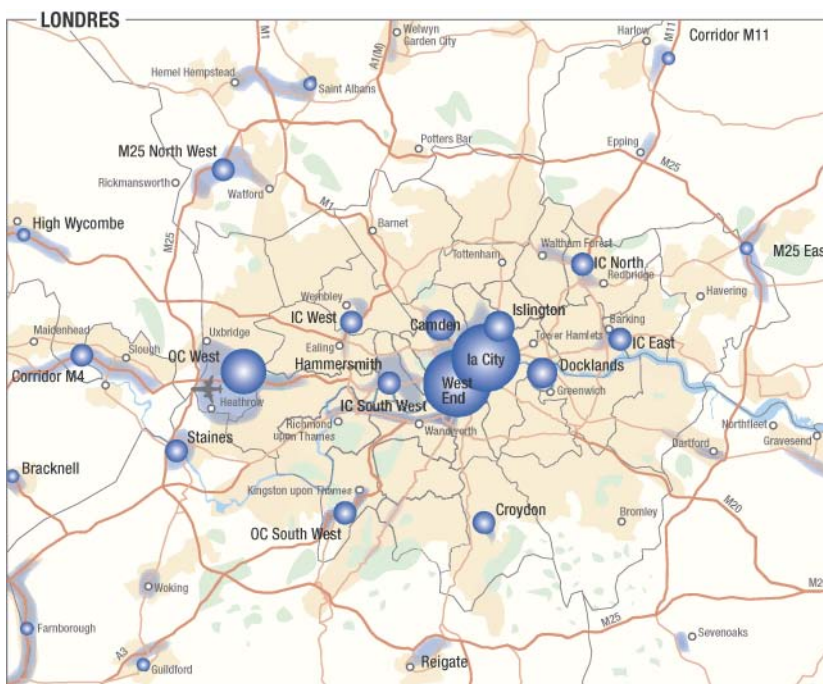 LONDRES
M1
A1(M)
Welwyn
Garden City
Harlow
M11
Corridor M11
Hemel Hempstead
Saint Albans
Potters Bar
Epping
M25 North West
M25
Rickmansworth
Watford
High Wycombe
M1
Barnet
M25
Waltham Forest
M25 East
Tottenham
IC North
Redbridge
Wembley
Havering
IC West
Camden
Islington
Barking
Maidenhead
Uxbridge
Ealing
Tower Hamlets
IC East
Slough
OC West
Hammersmith
la City
Docklands
Corridor M4
West
End
Heathrow
IC South West
Greenwich
Richmond
upon Thames
Wandworth
Northfleet
Staines
Dartford
Gravesend
Bracknell
Kingston upon Thames
M20
OC South West
Croydon
Bromley
Woking
M2
M25
Farnborough
A3
Guildford
Reigate
Sevenoaks